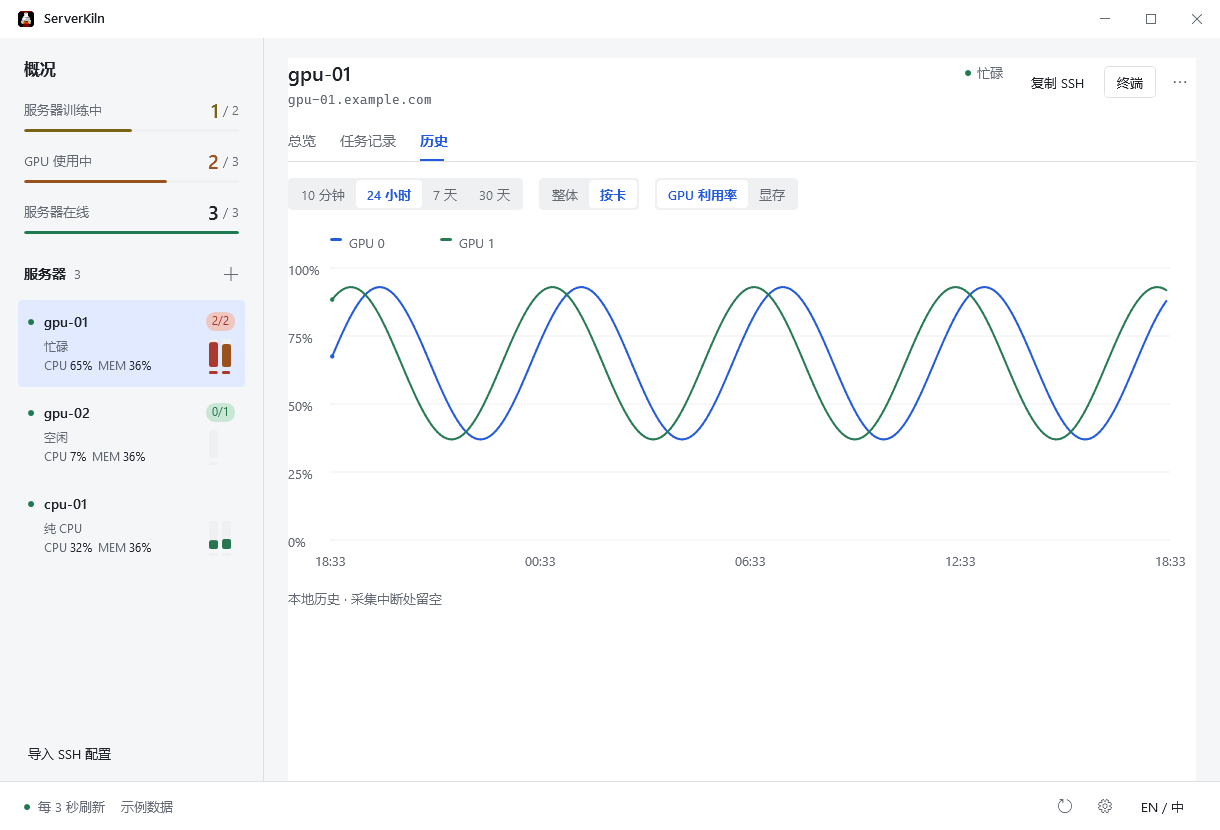 ServerKiln
概况
服务器训练中 1 / 2
GPU 使用中 2 / 3
服务器在线 3 / 3
服务器 3
gpu-01 2/2
忙碌
CPU 65% MEM 36%
gpu-02 0/1
空闲
CPU 7% MEM 36%
cpu-01
纯 CPU
CPU 32% MEM 36%
导入 SSH 配置
gpu-01
gpu-01.example.com
忙碌 复制 SSH 终端 ···
总览 任务记录 历史
10 分钟 24 小时 7 天 30 天 整体 按卡 GPU 利用率 显存
GPU 0 GPU 1
100%
75%
50%
25%
0%
18:33 00:33 06:33 12:33 18:33
本地历史 · 采集中断处留空
每 3 秒刷新 示例数据 EN / 中